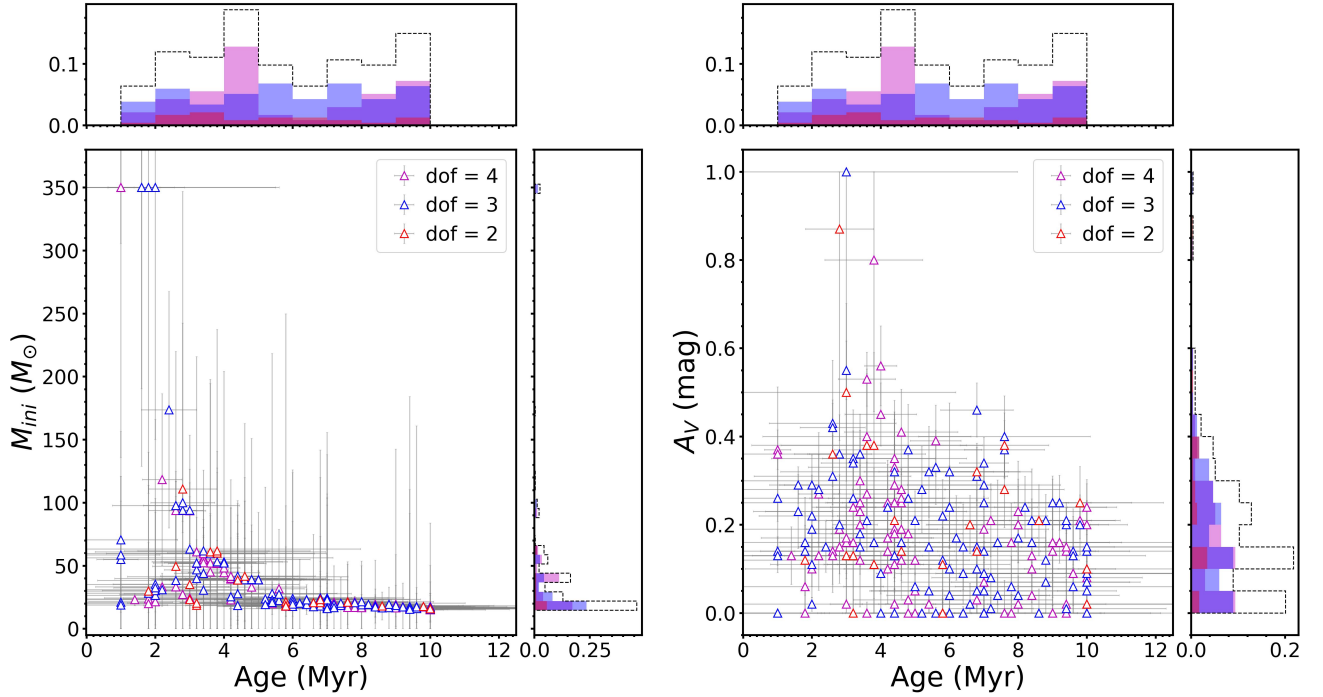 0.1
0.0
350
300
250
200
150
100
50
0
M_ini (M_⊙)
dof = 4
dof = 3
dof = 2
0 2 4 6 8 10 12
Age (Myr)
0.0 0.25
0.1
0.0
1.0
0.8
0.6
0.4
0.2
0.0
A_V (mag)
dof = 4
dof = 3
dof = 2
0 2 4 6 8 10 12
Age (Myr)
0.0 0.2